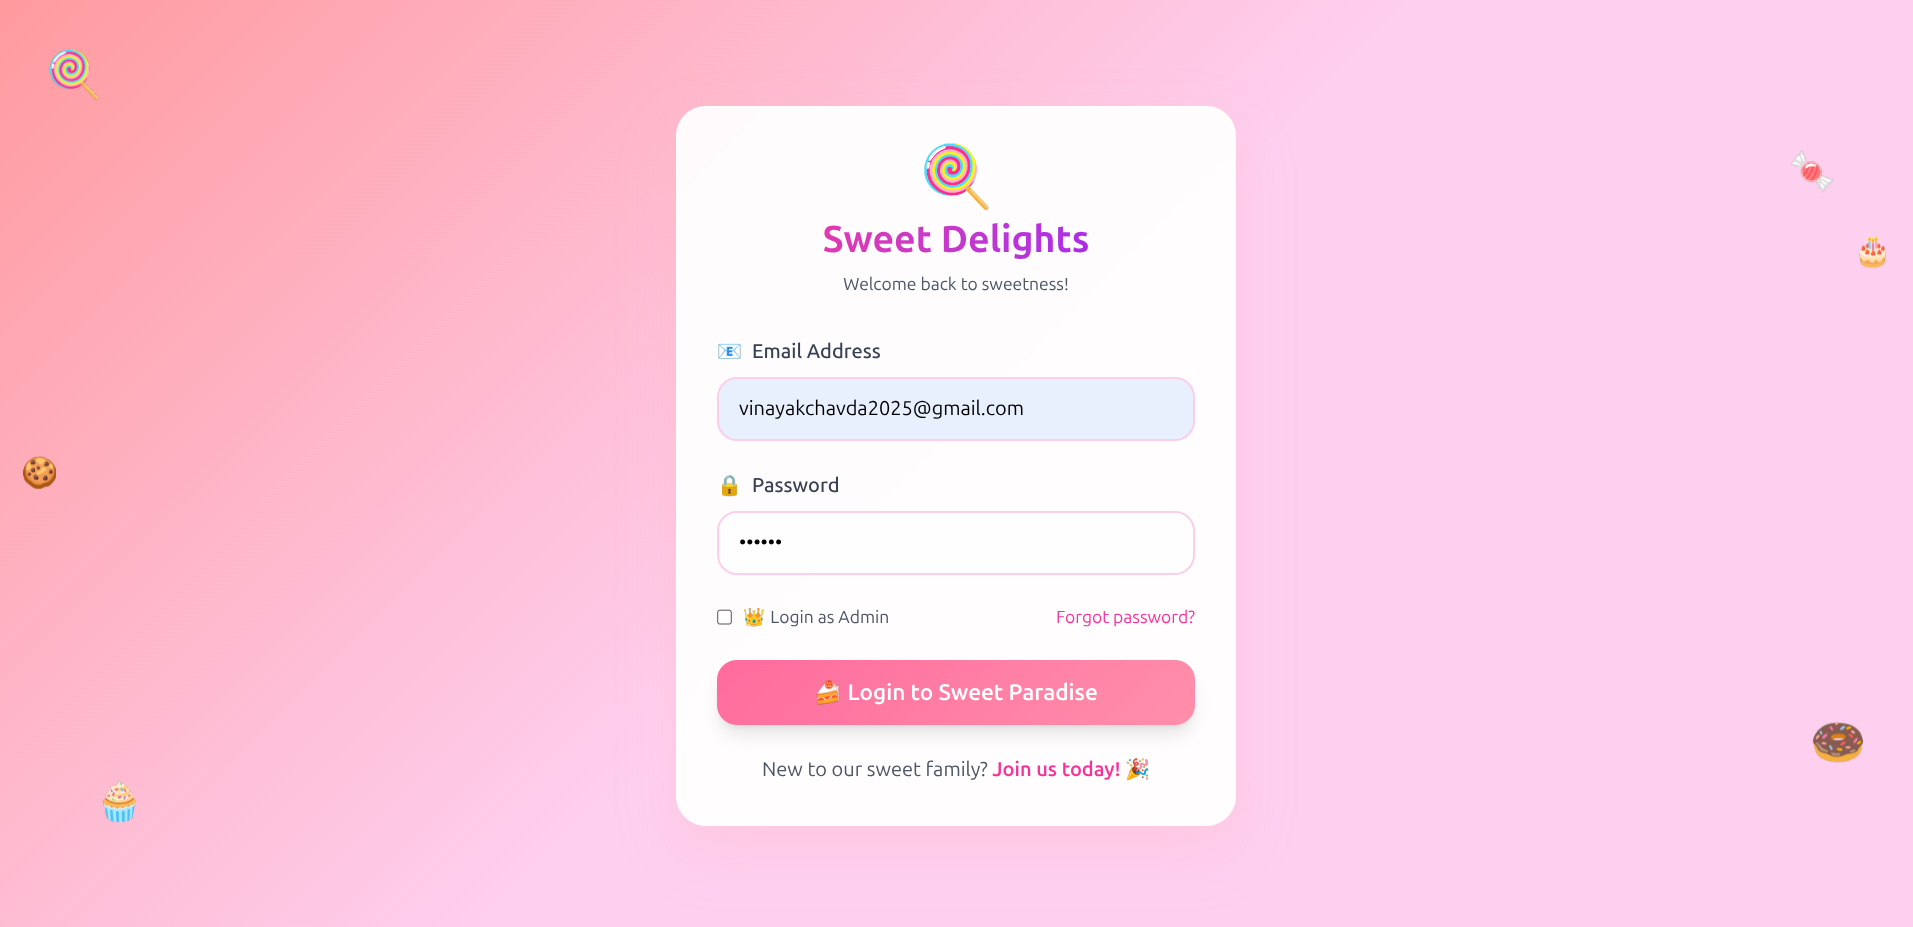 Sweet Delights
Welcome back to sweetness!
📧 Email Address
vinayakchavda2025@gmail.com
🔒 Password
••••••
👑 Login as Admin
Forgot password?
🍰 Login to Sweet Paradise
New to our sweet family? Join us today! 🎉